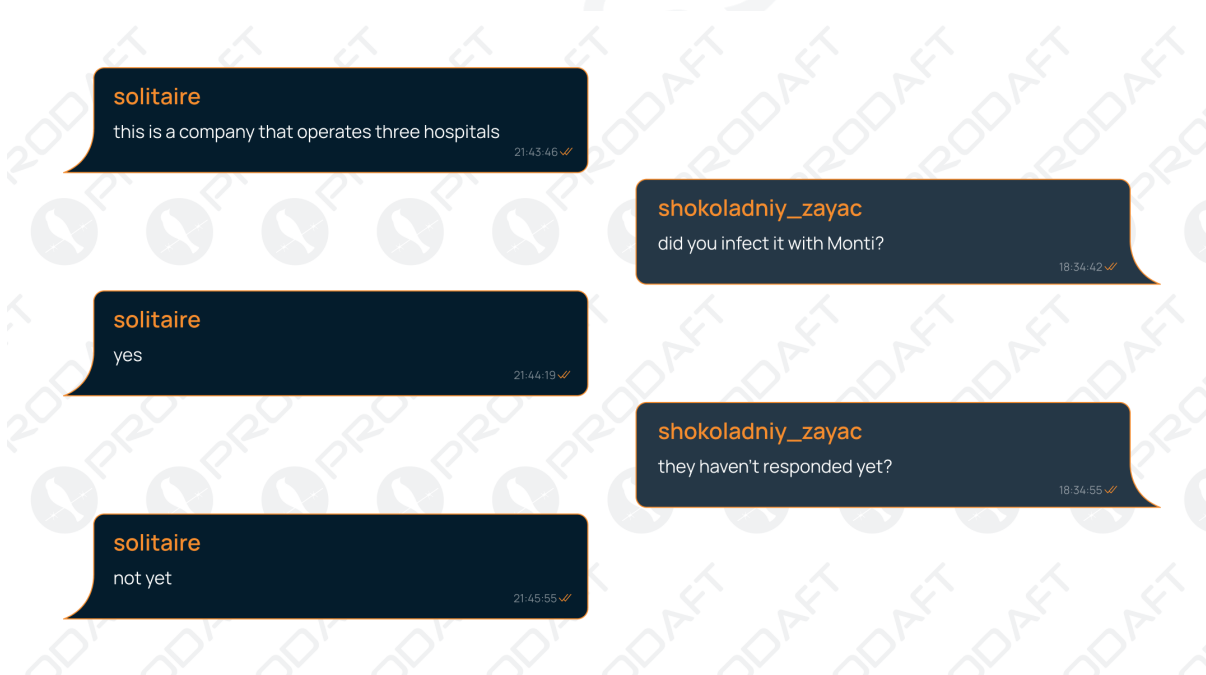 solitaire
this is a company that operates three hospitals
21:43:46
shokoladniy_zayac
did you infect it with Monti?
18:34:42
solitaire
yes
21:44:19
shokoladniy_zayac
they haven't responded yet?
18:34:55
solitaire
not yet
21:45:55
PRODAFT